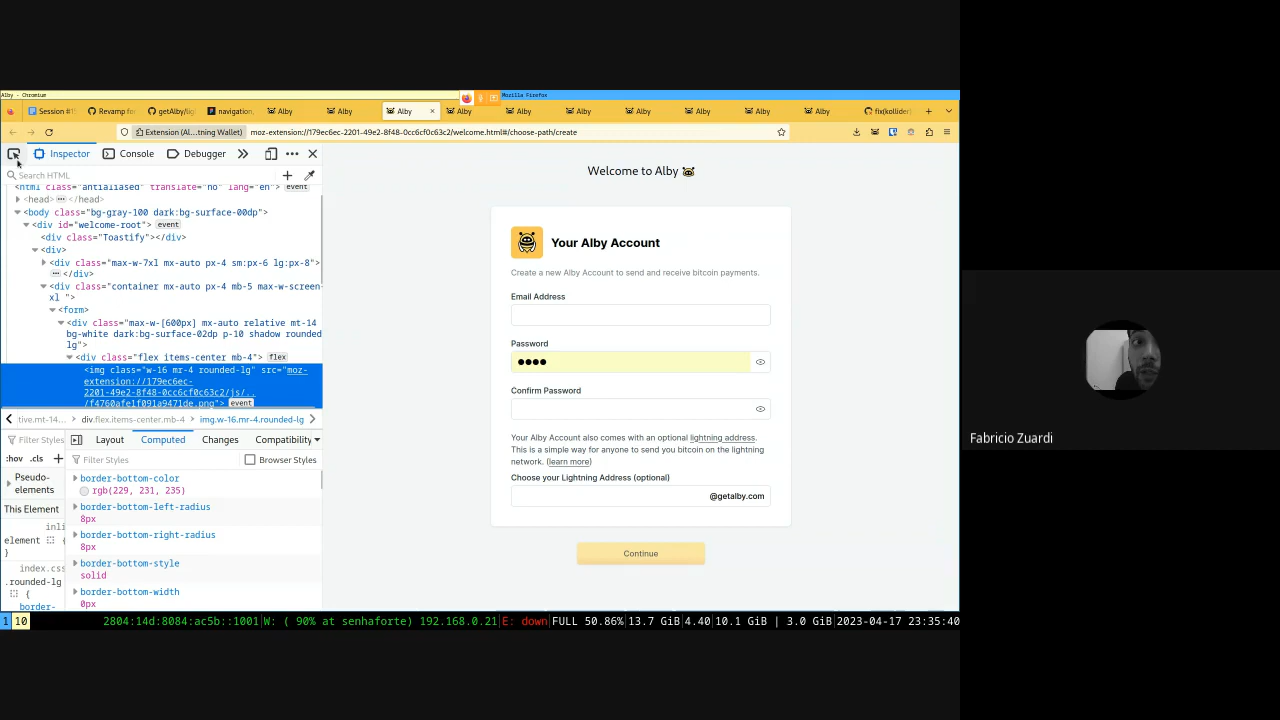 Alby - Chromium
Mozilla Firefox
Session #1
Revamp for
getAlby/lig
navigation,
Alby
Alby
Alby
Alby
Alby
Alby
Alby
Alby
Alby
Alby
fix(kollider)
Extension (Al...tning Wallet)
moz-extension://179ec6ec-2201-49e2-8f48-0cc6cf0c63c2/welcome.html#/choose-path/create
Inspector
Console
Debugger
Search HTML
<html class="antialiased" translate="no" lang="en"> event
<head> ... </head>
<body class="bg-gray-100 dark:bg-surface-00dp">
<div id="welcome-root"> event
<div class="Toastify"></div>
<div>
<div class="max-w-7xl mx-auto px-4 sm:px-6 lg:px-8">
... </div>
<div class="container mx-auto px-4 mb-5 max-w-screen-
xl ">
<form>
<div class="max-w-[600px] mx-auto relative mt-14
bg-white dark:bg-surface-02dp p-10 shadow rounded-
lg">
<div class="flex items-center mb-4"> flex
<img class="w-16 mr-4 rounded-lg" src="moz-
extension://179ec6ec-
2201-49e2-8f48-0cc6cf0c63c2/js/..
/f4760afe1f091a9471de.png"> event
tive.mt-14...
div.flex.items-center.mb-4
img.w-16.mr-4.rounded-lg
Filter Styles
Layout
Computed
Changes
Compatibility
:hov .cls +
Filter Styles
Browser Styles
Pseudo-
elements
This Element
inli
element {
}
index.css
.rounded-lg
{
border-
border-bottom-color
rgb(229, 231, 235)
border-bottom-left-radius
8px
border-bottom-right-radius
8px
border-bottom-style
solid
border-bottom-width
0px
Welcome to Alby
Your Alby Account
Create a new Alby Account to send and receive bitcoin payments.
Email Address
Password
Confirm Password
Your Alby Account also comes with an optional lightning address.
This is a simple way for anyone to send you bitcoin on the lightning
network. (learn more)
Choose your Lightning Address (optional)
@getalby.com
Continue
1 10
2804:14d:8084:ac5b::1001|W: ( 90% at senhaforte) 192.168.0.21|E: down|FULL 50.86%|13.7 GiB|4.40|10.1 GiB | 3.0 GiB|2023-04-17 23:35:40
Fabricio Zuardi